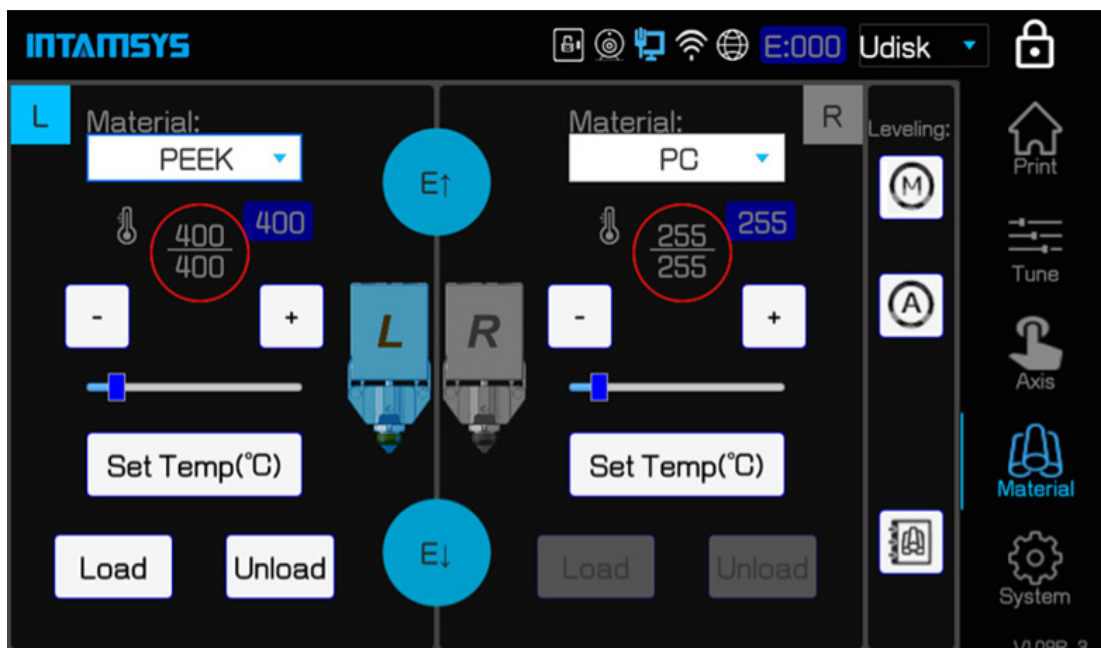 INTAMSYS
E:000
Udisk
L
Material:
PEEK
400
400
400
-
+
Set Temp(°C)
Load
Unload
E↑
L
R
E↓
Material:
R
PC
255
255
255
-
+
Set Temp(°C)
Load
Unload
Leveling:
M
A
Print
Tune
Axis
Material
System